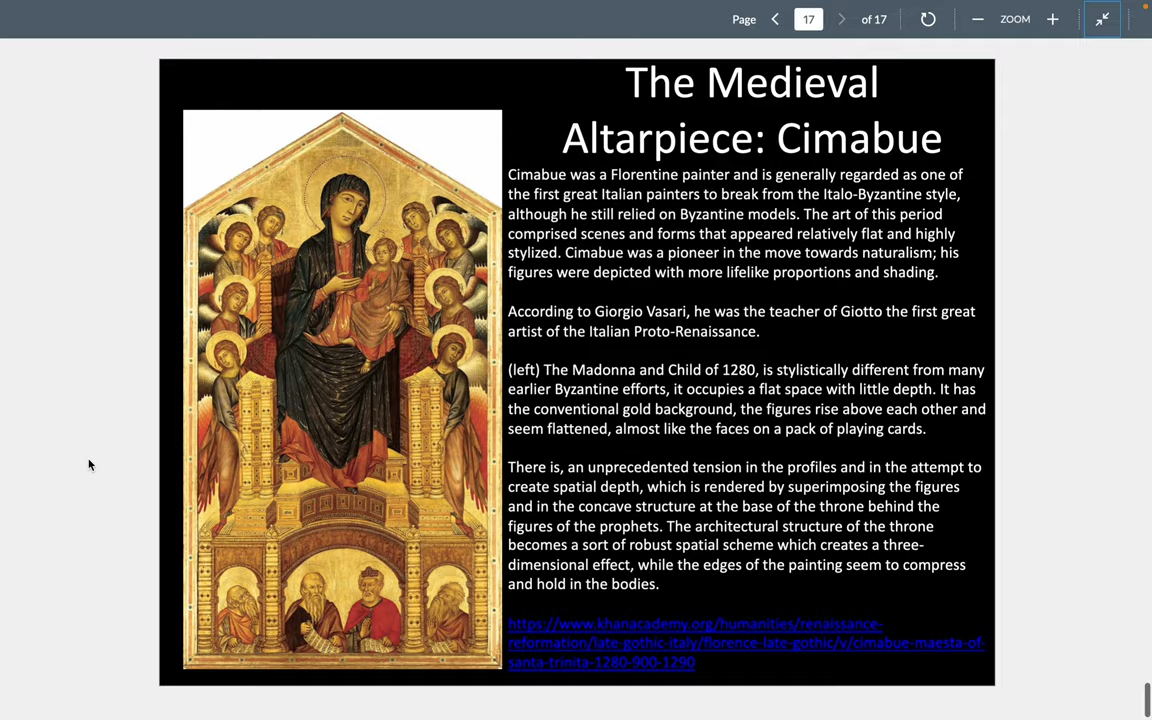 Page 17 of 17 ZOOM
The Medieval
Altarpiece: Cimabue
Cimabue was a Florentine painter and is generally regarded as one of
the first great Italian painters to break from the Italo-Byzantine style,
although he still relied on Byzantine models. The art of this period
comprised scenes and forms that appeared relatively flat and highly
stylized. Cimabue was a pioneer in the move towards naturalism; his
figures were depicted with more lifelike proportions and shading.
According to Giorgio Vasari, he was the teacher of Giotto the first great
artist of the Italian Proto-Renaissance.
(left) The Madonna and Child of 1280, is stylistically different from many
earlier Byzantine efforts, it occupies a flat space with little depth. It has
the conventional gold background, the figures rise above each other and
seem flattened, almost like the faces on a pack of playing cards.
There is, an unprecedented tension in the profiles and in the attempt to
create spatial depth, which is rendered by superimposing the figures
and in the concave structure at the base of the throne behind the
figures of the prophets. The architectural structure of the throne
becomes a sort of robust spatial scheme which creates a three-
dimensional effect, while the edges of the painting seem to compress
and hold in the bodies.
https://www.khanacademy.org/humanities/renaissance-
reformation/late-gothic-italy/florence-late-gothic/v/cimabue-maesta-of-
santa-trinita-1280-900-1290